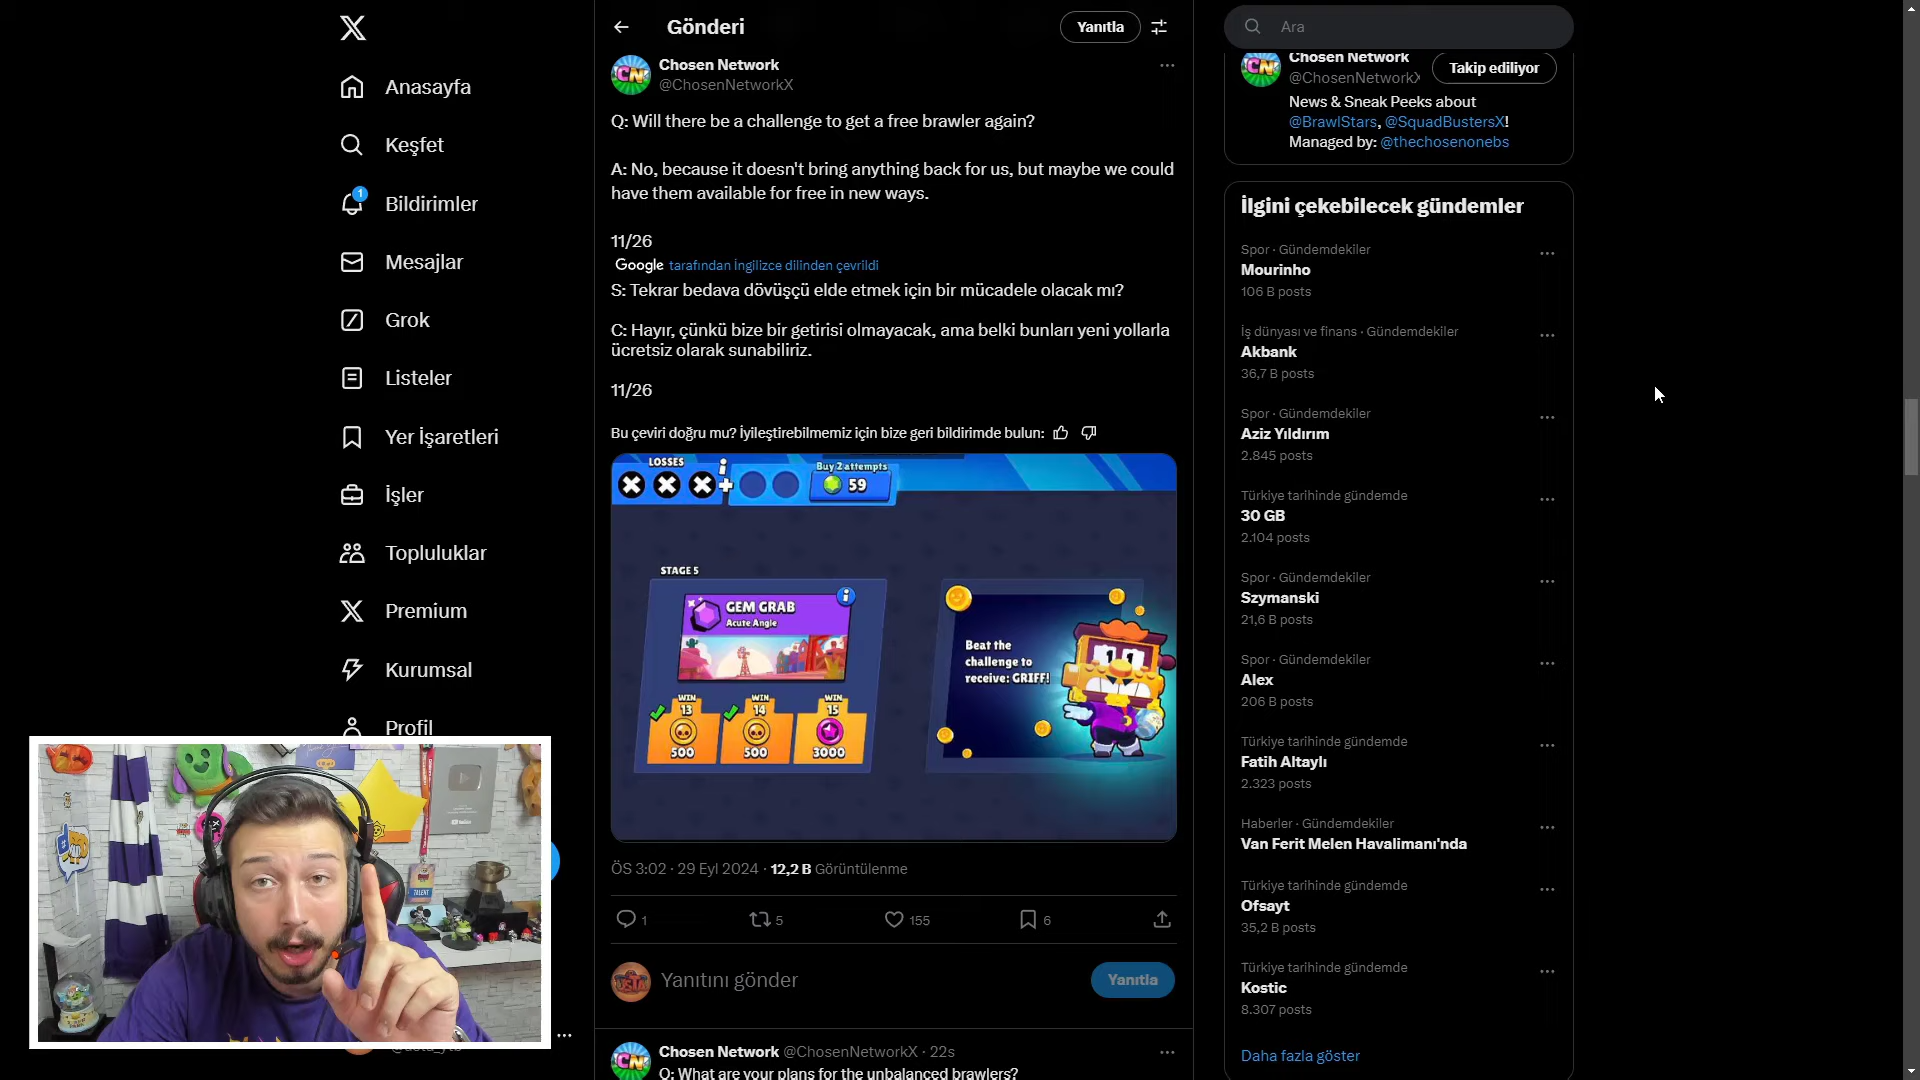 Anasayfa
Keşfet
1
Bildirimler
Mesajlar
Grok
Listeler
Yer İşaretleri
İşler
Topluluklar
Premium
Kurumsal
Profil
Gönderi
Yanıtla
Chosen Network
@ChosenNetworkX
Q: Will there be a challenge to get a free brawler again?
A: No, because it doesn't bring anything back for us, but maybe we could
have them available for free in new ways.
11/26
Google tarafından İngilizce dilinden çevrildi
S: Tekrar bedava dövüşçü elde etmek için bir mücadele olacak mı?
C: Hayır, çünkü bize bir getirisi olmayacak, ama belki bunları yeni yollarla
ücretsiz olarak sunabiliriz.
11/26
Bu çeviri doğru mu? İyileştirebilmemiz için bize geri bildirimde bulun:
LOSSES
Buy 2 attempts
59
STAGE 5
GEM GRAB
Acute Angle
WIN 13 500
WIN 14 500
WIN 15 3000
Beat the
challenge to
receive: GRIFF!
ÖS 3:02 · 29 Eyl 2024 · 12,2 B Görüntülenme
1 5 155 6
Yanıtını gönder
Yanıtla
Chosen Network @ChosenNetworkX · 22s
Q: What are your plans for the unbalanced brawlers?
Ara
Chosen Network
@ChosenNetworkX
Takip ediliyor
News & Sneak Peeks about
@BrawlStars, @SquadBustersX!
Managed by: @thechosenonebs
İlgini çekebilecek gündemler
Spor · Gündemdekiler
Mourinho
106 B posts
İş dünyası ve finans · Gündemdekiler
Akbank
36,7 B posts
Spor · Gündemdekiler
Aziz Yıldırım
2.845 posts
Türkiye tarihinde gündemde
30 GB
2.104 posts
Spor · Gündemdekiler
Szymanski
21,6 B posts
Spor · Gündemdekiler
Alex
206 B posts
Türkiye tarihinde gündemde
Fatih Altaylı
2.323 posts
Haberler · Gündemdekiler
Van Ferit Melen Havalimanı'nda
Türkiye tarihinde gündemde
Ofsayt
35,2 B posts
Türkiye tarihinde gündemde
Kostic
8.307 posts
Daha fazla göster
TALENT